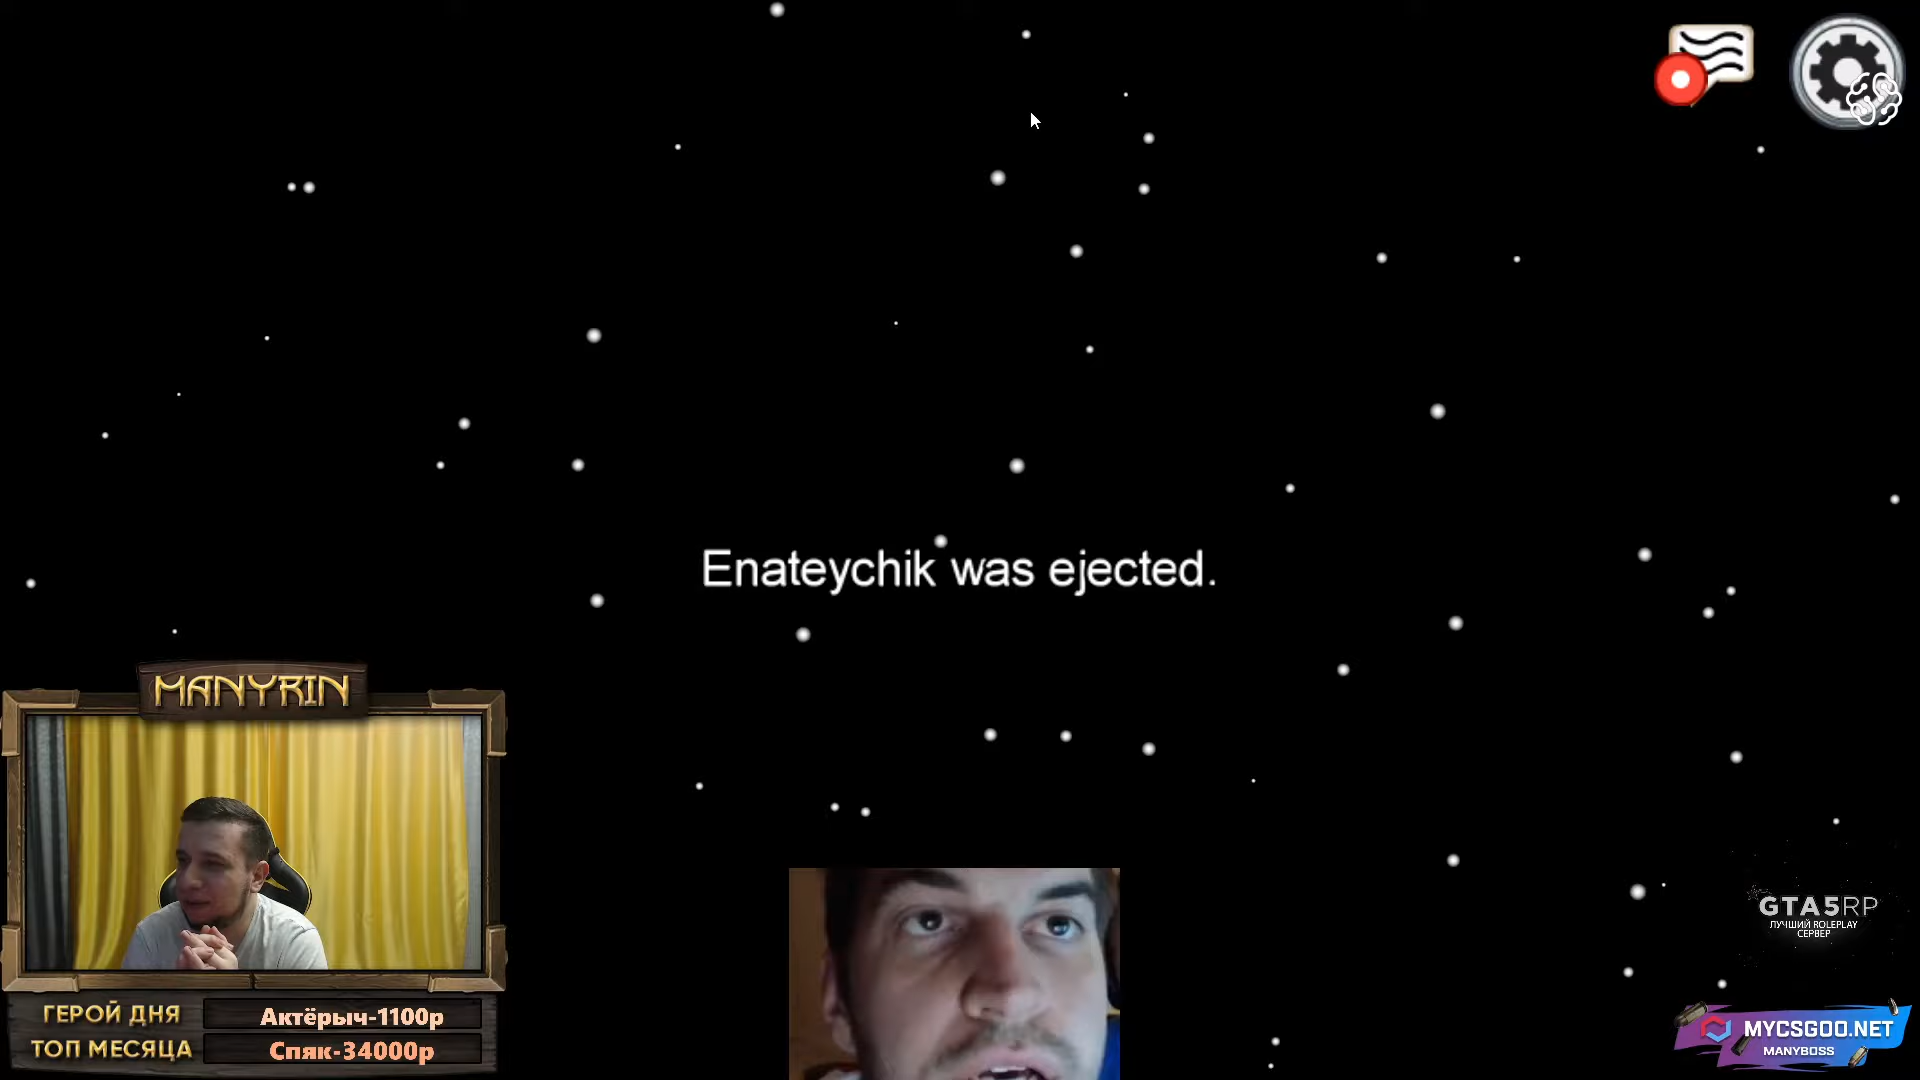 Enateychik was ejected.
MANYRIN
ГЕРОЙ ДНЯ
Актёрыч-1100р
ТОП МЕСЯЦА
Спяк-34000р
GTA5RP
ЛУЧШИЙ ROLEPLAY
СЕРВЕР
MYCSGOO.NET
MANYBOSS